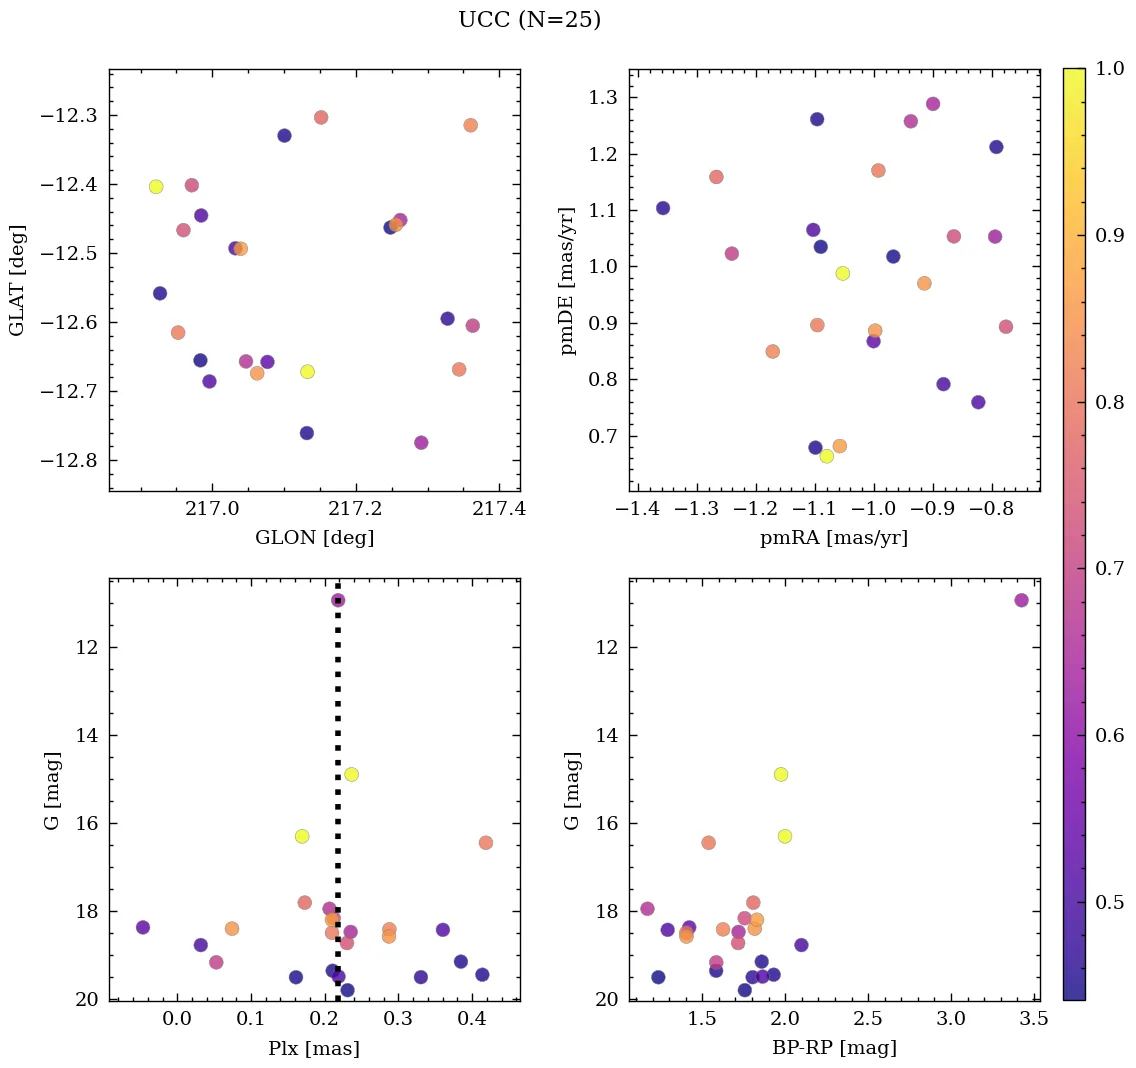 UCC (N=25)
−12.3
−12.4
−12.5
−12.6
−12.7
−12.8
GLAT [deg]
217.0 217.2 217.4
GLON [deg]
1.3
1.2
1.1
1.0
0.9
0.8
0.7
pmDE [mas/yr]
−1.4 −1.3 −1.2 −1.1 −1.0 −0.9 −0.8
pmRA [mas/yr]
1.0
0.9
0.8
0.7
0.6
0.5
12
14
16
18
20
G [mag]
0.0 0.1 0.2 0.3 0.4
Plx [mas]
12
14
16
18
20
G [mag]
1.5 2.0 2.5 3.0 3.5
BP-RP [mag]